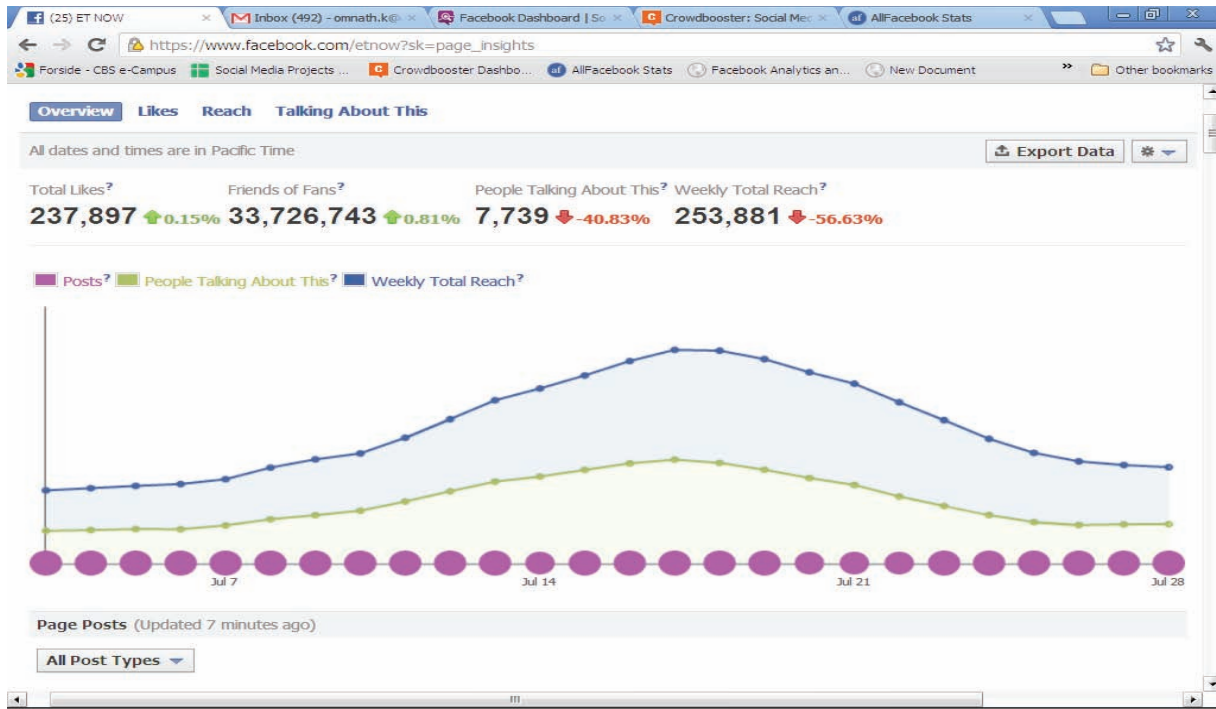 (25) ET NOW
Inbox (492) - omnath.k@
Facebook Dashboard | So
Crowdbooster: Social Med
AllFacebook Stats
https://www.facebook.com/etnow?sk=page_insights
Forside - CBS e-Campus
Social Media Projects ...
Crowdbooster Dashbo...
AllFacebook Stats
Facebook Analytics an...
New Document
Other bookmarks
Overview Likes Reach Talking About This
All dates and times are in Pacific Time
Export Data
Total Likes? Friends of Fans? People Talking About This? Weekly Total Reach?
237,897 0.15% 33,726,743 0.81% 7,739 -40.83% 253,881 -56.63%
Posts? People Talking About This? Weekly Total Reach?
Jul 7 Jul 14 Jul 21 Jul 28
Page Posts (Updated 7 minutes ago)
All Post Types